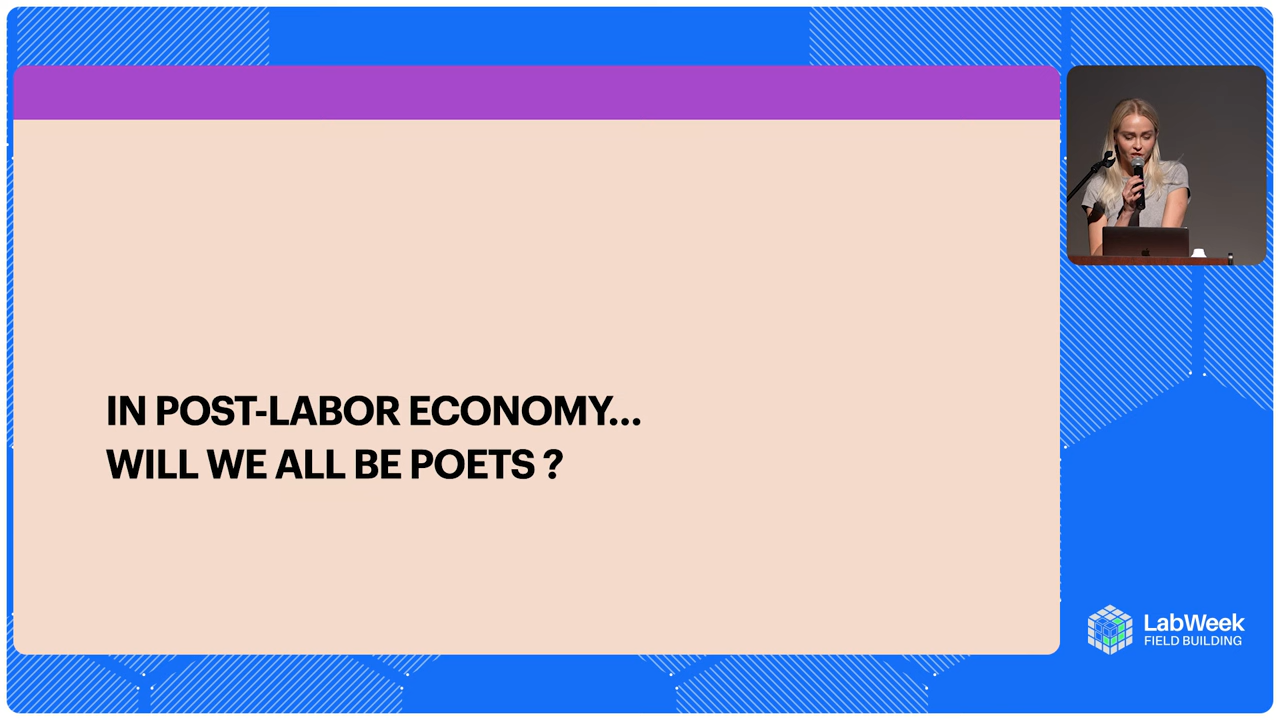 IN POST-LABOR ECONOMY...
WILL WE ALL BE POETS ?
LabWeek
FIELD BUILDING